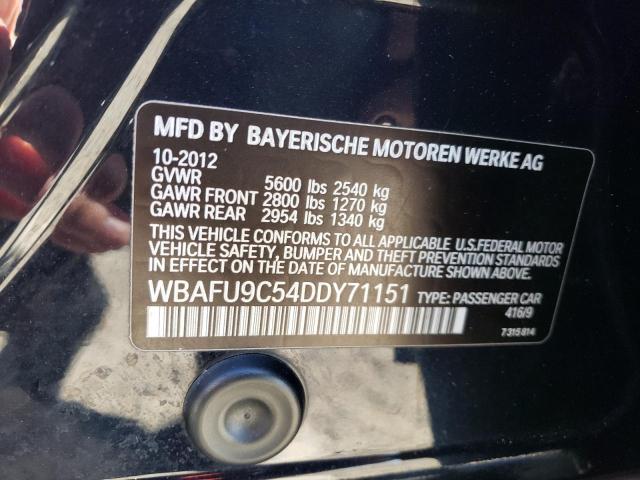 MFD BY BAYERISCHE MOTOREN WERKE AG
10-2012
GVWR 5600 lbs 2540 kg
GAWR FRONT 2800 lbs 1270 kg
GAWR REAR 2954 lbs 1340 kg
THIS VEHICLE CONFORMS TO ALL APPLICABLE U.S.FEDERAL MOTOR
VEHICLE SAFETY, BUMPER AND THEFT PREVENTION STANDARDS
IN EFFECT ON THE DATE OF MANUFACTURE SHOWN ABOVE.
WBAFU9C54DDY71151 TYPE: PASSENGER CAR
416/9
7315814